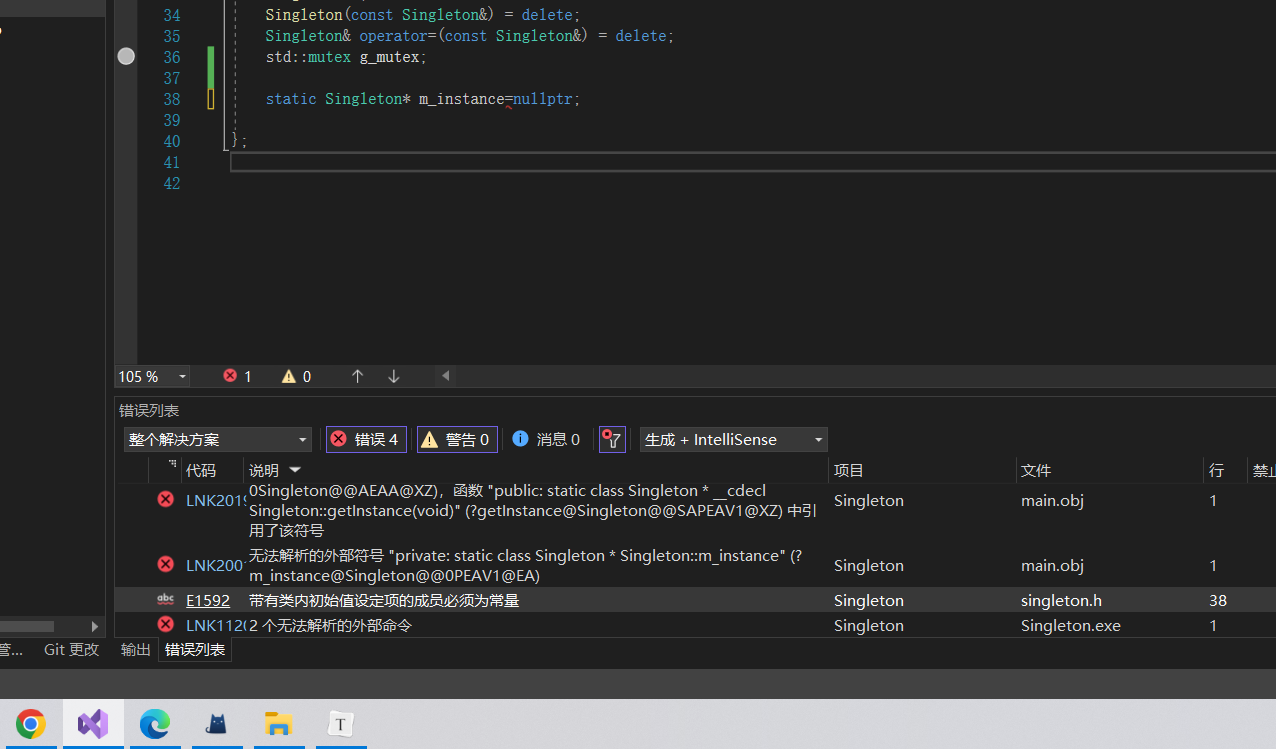 34 Singleton(const Singleton&) = delete;
35 Singleton& operator=(const Singleton&) = delete;
36 std::mutex g_mutex;
37
38 static Singleton* m_instance=nullptr;
39
40 };
41
42
105 % 1 0
错误列表
整个解决方案 错误 4 警告 0 消息 0 生成 + IntelliSense
代码 说明 项目 文件 行 禁止
LNK2019 0Singleton@@AEAA@XZ)，函数 "public: static class Singleton * __cdecl Singleton main.obj 1
Singleton::getInstance(void)" (?getInstance@Singleton@@SAPEAV1@XZ) 中引
用了该符号
LNK2001 无法解析的外部符号 "private: static class Singleton * Singleton::m_instance" (? Singleton main.obj 1
m_instance@Singleton@@0PEAV1@EA)
abc E1592 带有类内初始值设定项的成员必须为常量 Singleton singleton.h 38
LNK1120 2 个无法解析的外部命令 Singleton Singleton.exe 1
管... Git 更改 输出 错误列表
T